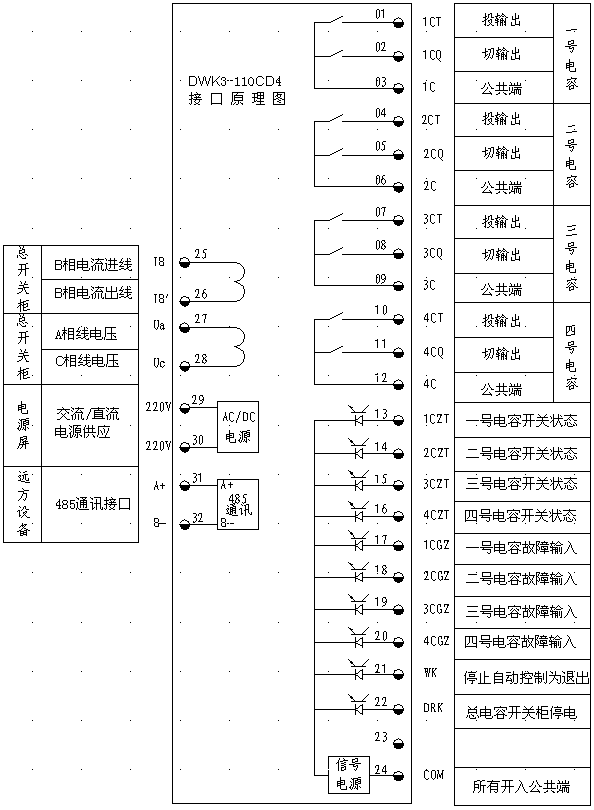 DWK3-110CD4
接口原理图
总开关柜
B相电流进线
IB
25
B相电流出线
IB'
26
总开关柜
A相线电压
Ua
27
C相线电压
Uc
28
电源屏
交流/直流
电源供应
220V
29
220V
30
AC/DC
电源
远方设备
485通讯接口
A+
31
B-
32
A+
485
通讯
B-
01
1CT
投输出
02
1CQ
切输出
03
1C
公共端
一号电容
04
2CT
投输出
05
2CQ
切输出
06
2C
公共端
二号电容
07
3CT
投输出
08
3CQ
切输出
09
3C
公共端
三号电容
10
4CT
投输出
11
4CQ
切输出
12
4C
公共端
四号电容
13
1CZT
一号电容开关状态
14
2CZT
二号电容开关状态
15
3CZT
三号电容开关状态
16
4CZT
四号电容开关状态
17
1CGZ
一号电容故障输入
18
2CGZ
二号电容故障输入
19
3CGZ
三号电容故障输入
20
4CGZ
四号电容故障输入
21
WK
停止自动控制为退出
22
DRK
总电容开关柜停电
23
信号
电源
24
COM
所有开入公共端